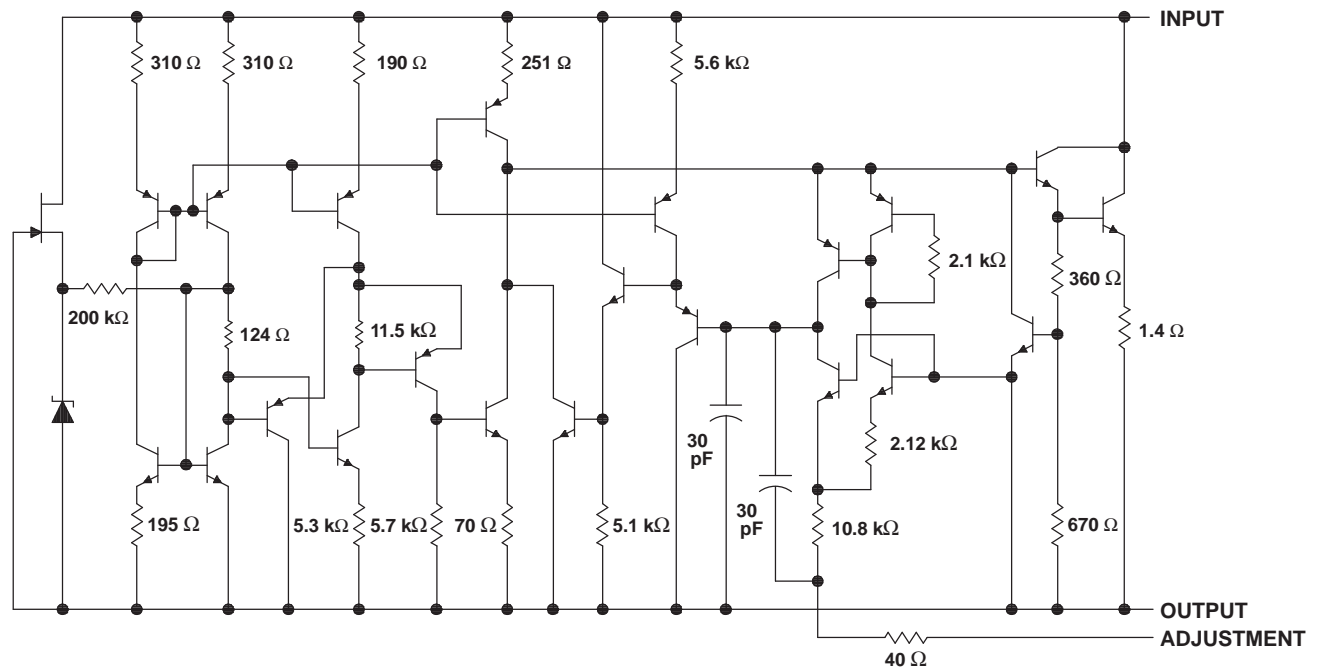 INPUT
310 Ω
310 Ω
190 Ω
251 Ω
5.6 kΩ
2.1 kΩ
360 Ω
200 kΩ
124 Ω
11.5 kΩ
1.4 Ω
30
pF
2.12 kΩ
30
pF
195 Ω
5.3 kΩ
5.7 kΩ
70 Ω
5.1 kΩ
10.8 kΩ
670 Ω
OUTPUT
ADJUSTMENT
40 Ω